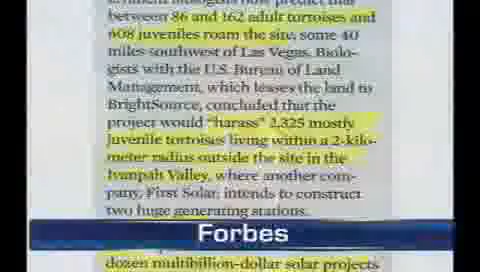 between 86 and 162 adult tortoises and
608 juveniles roam the site, some 40
miles southwest of Las Vegas. Biolo-
gists with the U.S. Bureau of Land
Management, which leases the land to
BrightSource, concluded that the
project would "harass" 2,325 mostly
juvenile tortoises living within a 2-kilo-
meter radius outside the site in the
Ivanpah Valley, where another com-
pany, First Solar, intends to construct
two huge generating stations.
Forbes
dozen multibillion-dollar solar projects